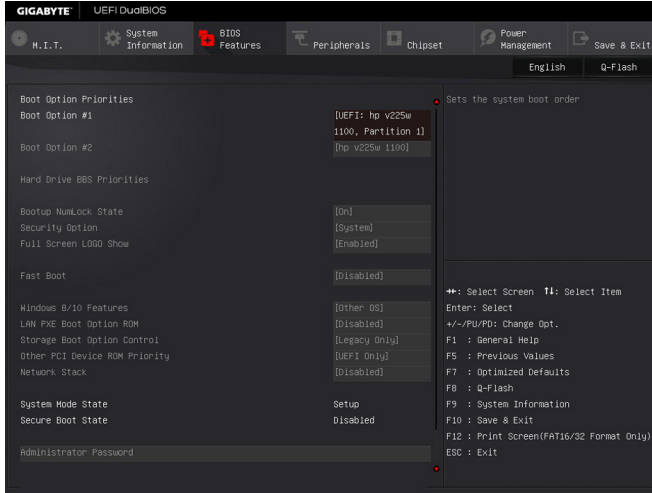 GIGABYTE™ UEFI DualBIOS
M.I.T.
System Information
BIOS Features
Peripherals
Chipset
Power Management
Save & Exit
English
Q-Flash
Boot Option Priorities
Boot Option #1 [UEFI: hp v225w
1100, Partition 1]
Boot Option #2 [hp v225w 1100]
Hard Drive BBS Priorities
Bootup NumLock State [On]
Security Option [System]
Full Screen LOGO Show [Enabled]
Fast Boot [Disabled]
Windows 8/10 Features [Other OS]
LAN PXE Boot Option ROM [Disabled]
Storage Boot Option Control [Legacy Only]
Other PCI Device ROM Priority [UEFI Only]
Network Stack [Disabled]
System Mode State Setup
Secure Boot State Disabled
Administrator Password
Sets the system boot order
→←: Select Screen ↑↓: Select Item
Enter: Select
+/-/PU/PD: Change Opt.
F1 : General Help
F5 : Previous Values
F7 : Optimized Defaults
F8 : Q-Flash
F9 : System Information
F10 : Save & Exit
F12 : Print Screen(FAT16/32 Format Only)
ESC : Exit